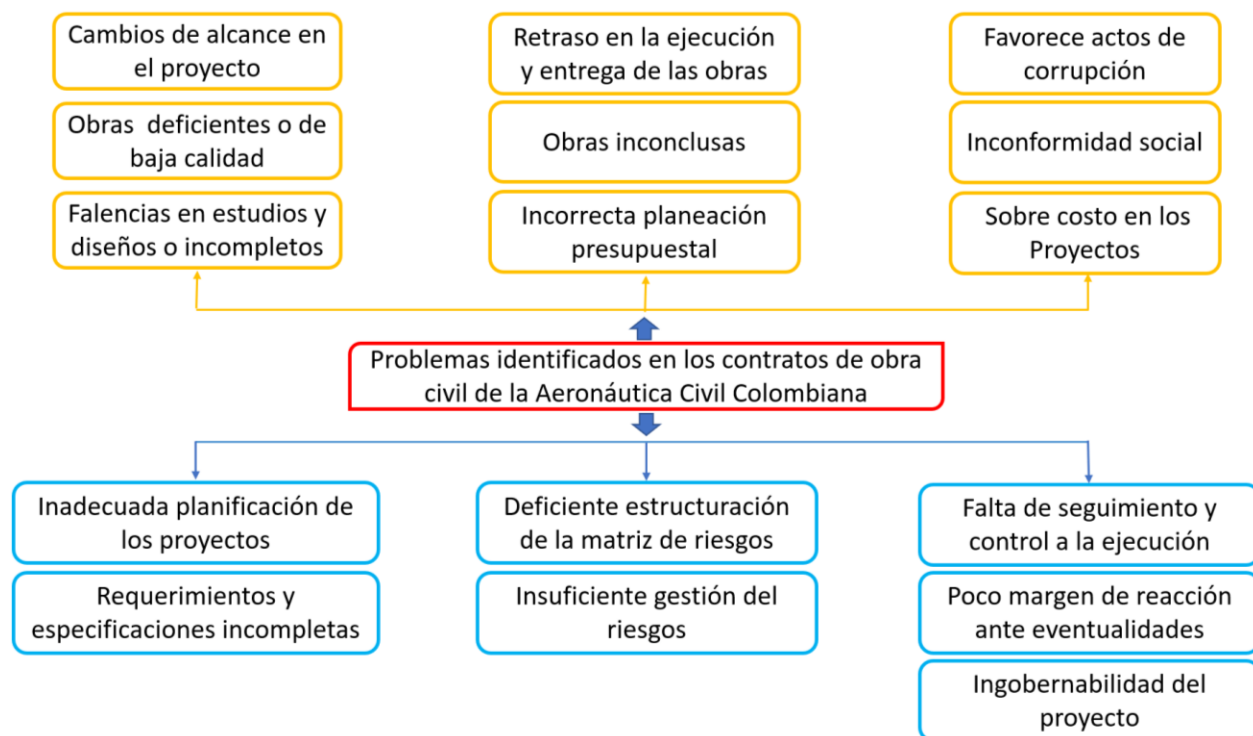 Cambios de alcance en
el proyecto
Retraso en la ejecución
y entrega de las obras
Favorece actos de
corrupción
Obras deficientes o de
baja calidad
Obras inconclusas
Inconformidad social
Falencias en estudios y
diseños o incompletos
Incorrecta planeación
presupuestal
Sobre costo en los
Proyectos
Problemas identificados en los contratos de obra
civil de la Aeronáutica Civil Colombiana
Inadecuada planificación de
los proyectos
Deficiente estructuración
de la matriz de riesgos
Falta de seguimiento y
control a la ejecución
Requerimientos y
especificaciones incompletas
Insuficiente gestión del
riesgos
Poco margen de reacción
ante eventualidades
Ingobernabilidad del
proyecto